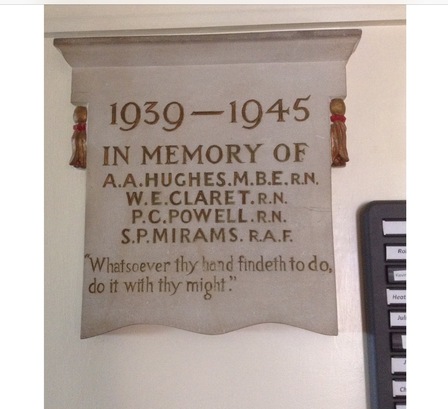 1939—1945
IN MEMORY OF
A.A.HUGHES.M.B.E.R.N.
W.E.CLARET.R.N.
P.C.POWELL.R.N.
S.P.MIRAMS. R.A.F.
"Whatsoever thy hand findeth to do,
do it with thy might."